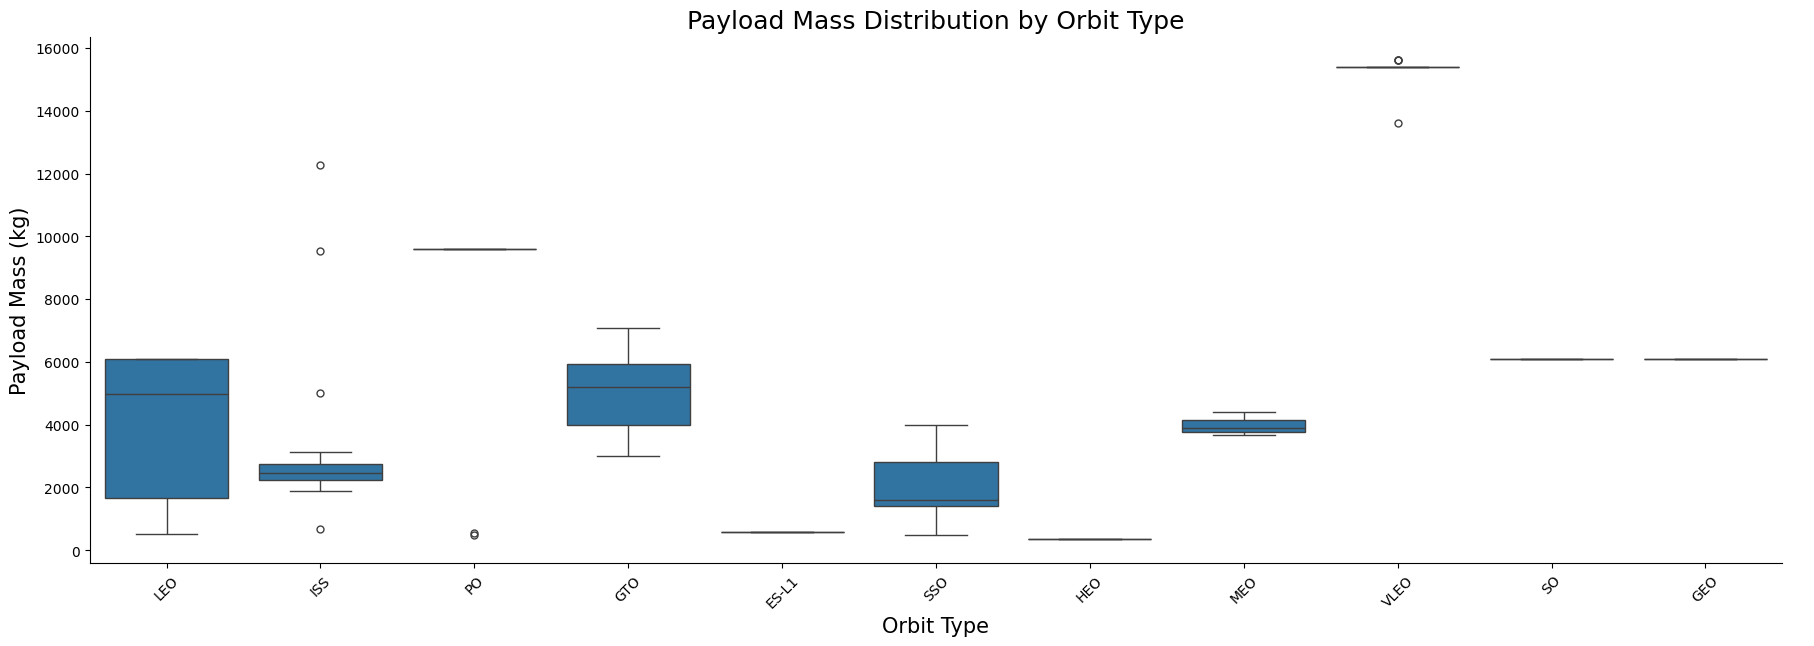 Payload Mass Distribution by Orbit Type
Payload Mass (kg)
16000
14000
12000
10000
8000
6000
4000
2000
0
LEO
ISS
PO
GTO
ES-L1
SSO
HEO
MEO
VLEO
SO
GEO
Orbit Type